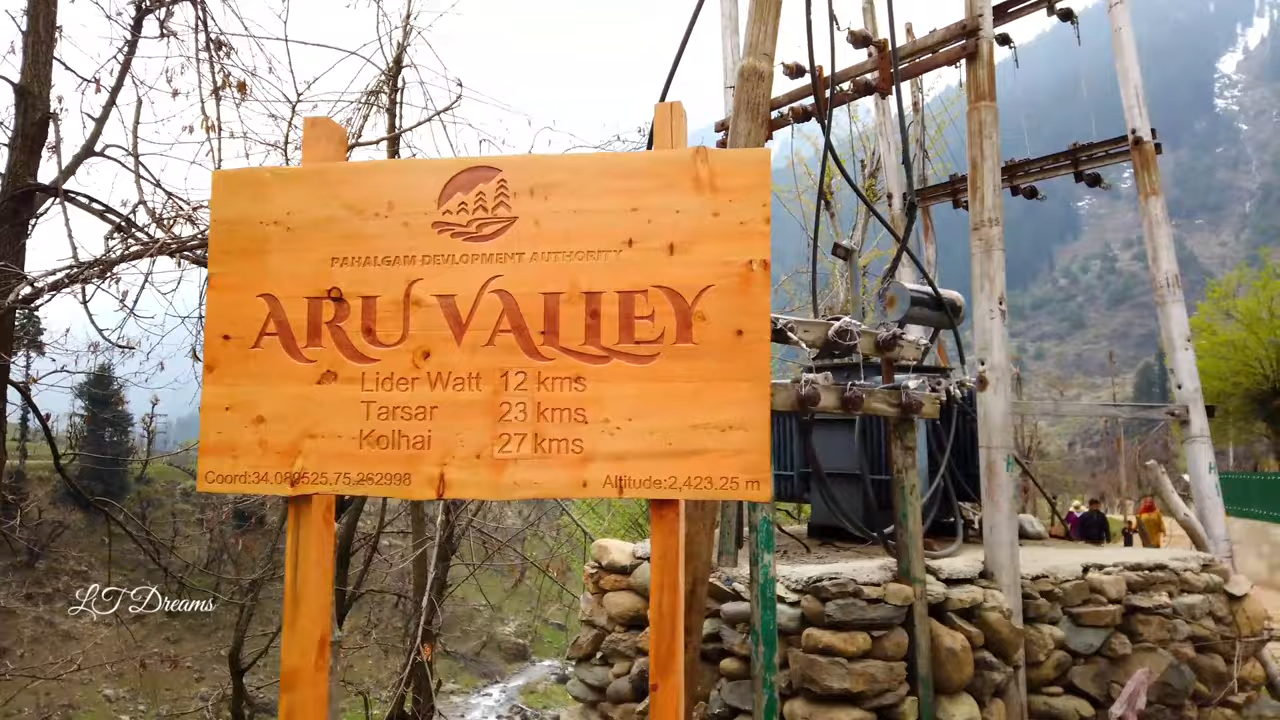 PAHALGAM DEVLOPMENT AUTHORITY
ARU VALLEY
Lider Watt 12 kms
Tarsar 23 kms
Kolhai 27 kms
Coord:34.089525,75.262998 Altitude:2,423.25 m
LT Dreams